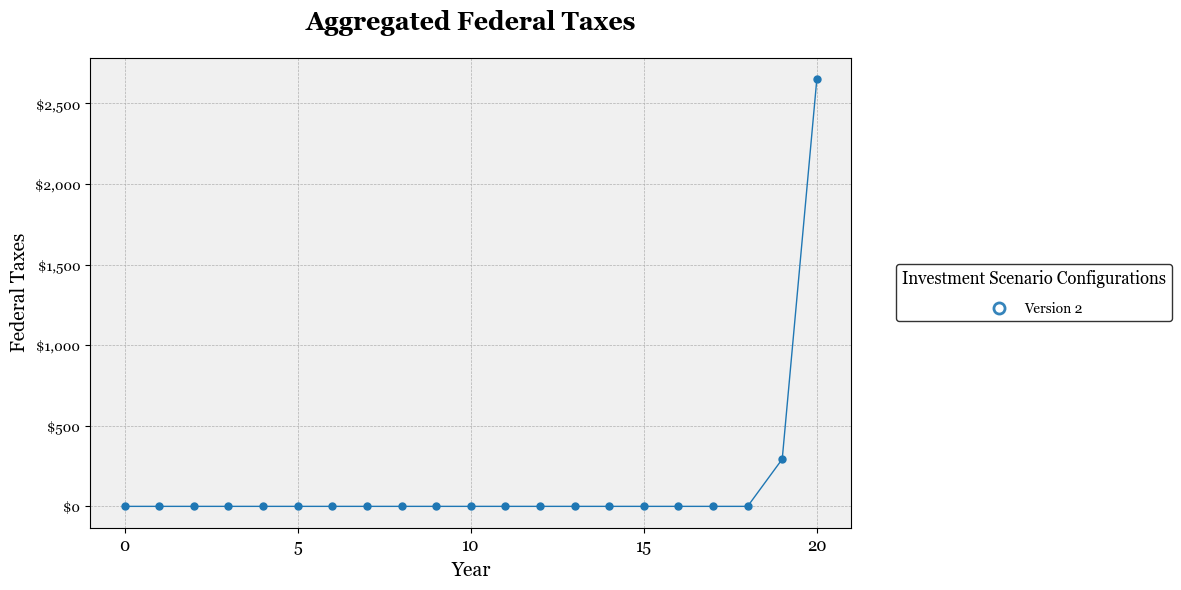 Aggregated Federal Taxes
Federal Taxes
$2,500
$2,000
$1,500
$1,000
$500
$0
0 5 10 15 20
Year
Investment Scenario Configurations
Version 2